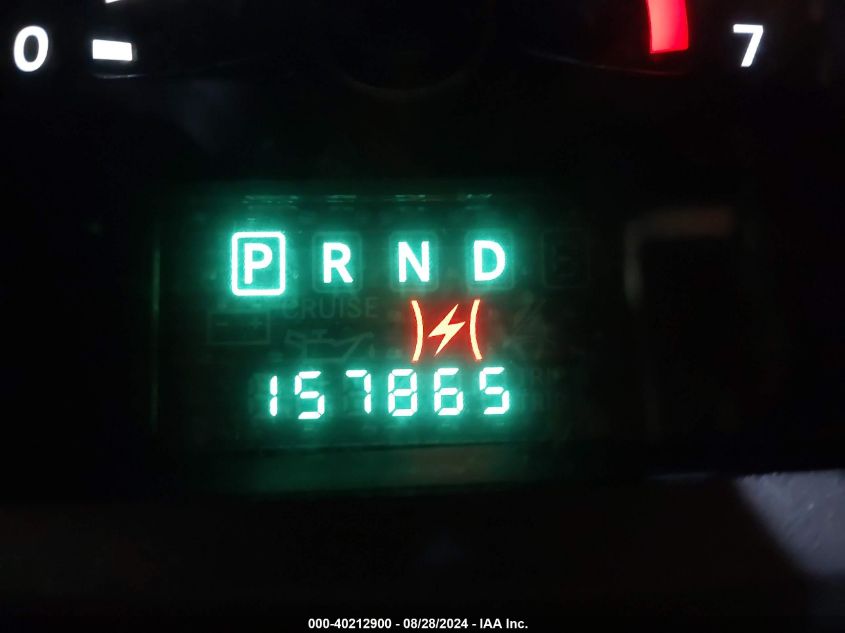 0 7
P R N D
CRUISE
157865
000-40212900 - 08/28/2024 - IAA Inc.